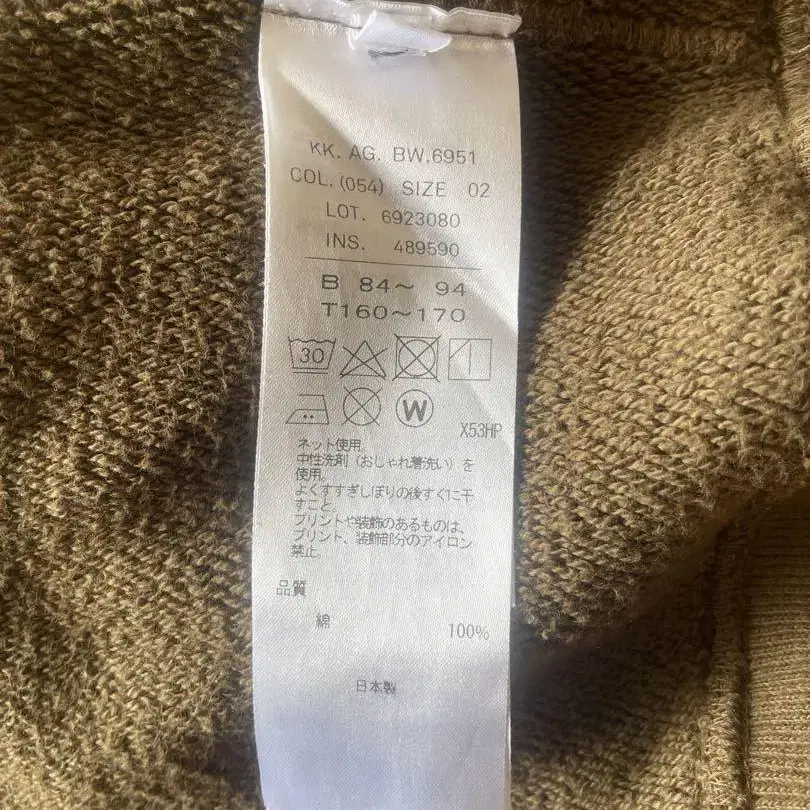 KK. AG. BW.6951
COL.(054) SIZE 02
LOT. 6923080
INS. 489590
B 84〜 94
T160〜170
30
W
X53HP
ネット使用。
中性洗剤（おしゃれ着洗い）を
使用。
よくすすぎしぼりの後すぐに干
すこと。
プリントや装飾のあるものは、
プリント、装飾部分のアイロン
禁止。
品質
綿 100%
日本製